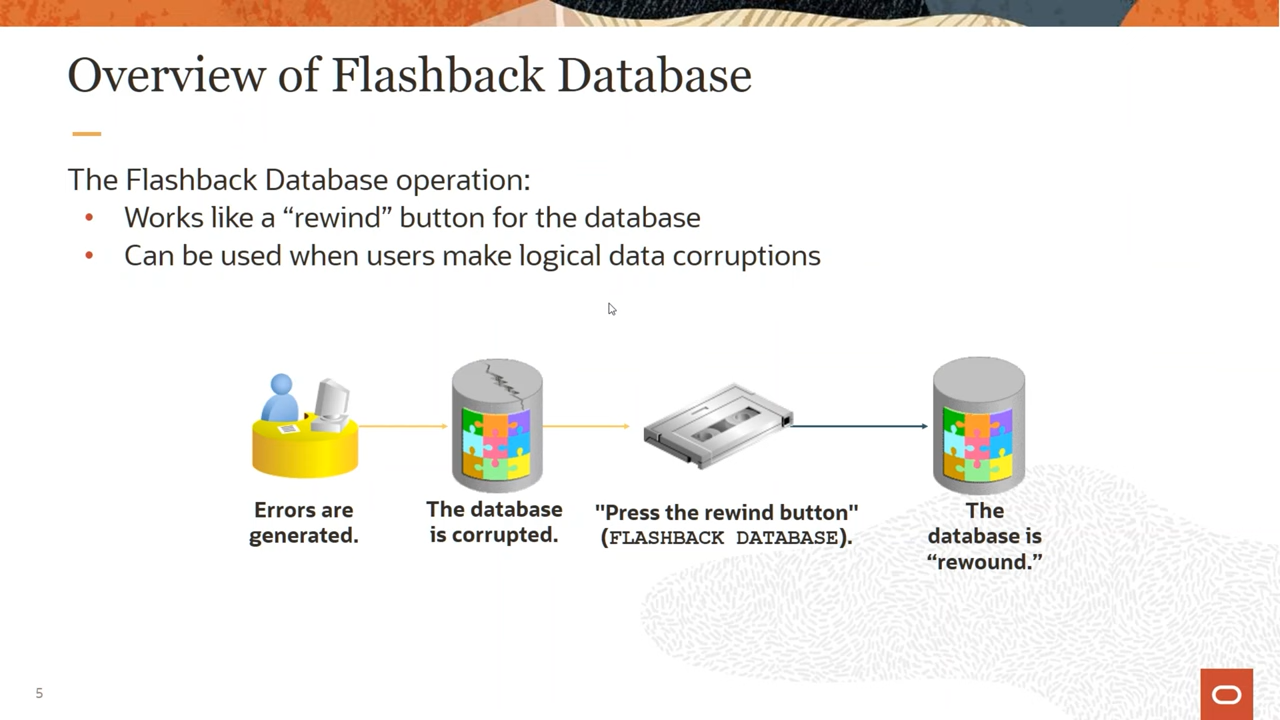 Overview of Flashback Database
The Flashback Database operation:
• Works like a “rewind” button for the database
• Can be used when users make logical data corruptions
Errors are
generated.
The database
is corrupted.
"Press the rewind button"
(FLASHBACK DATABASE).
The
database is
“rewound.”
5